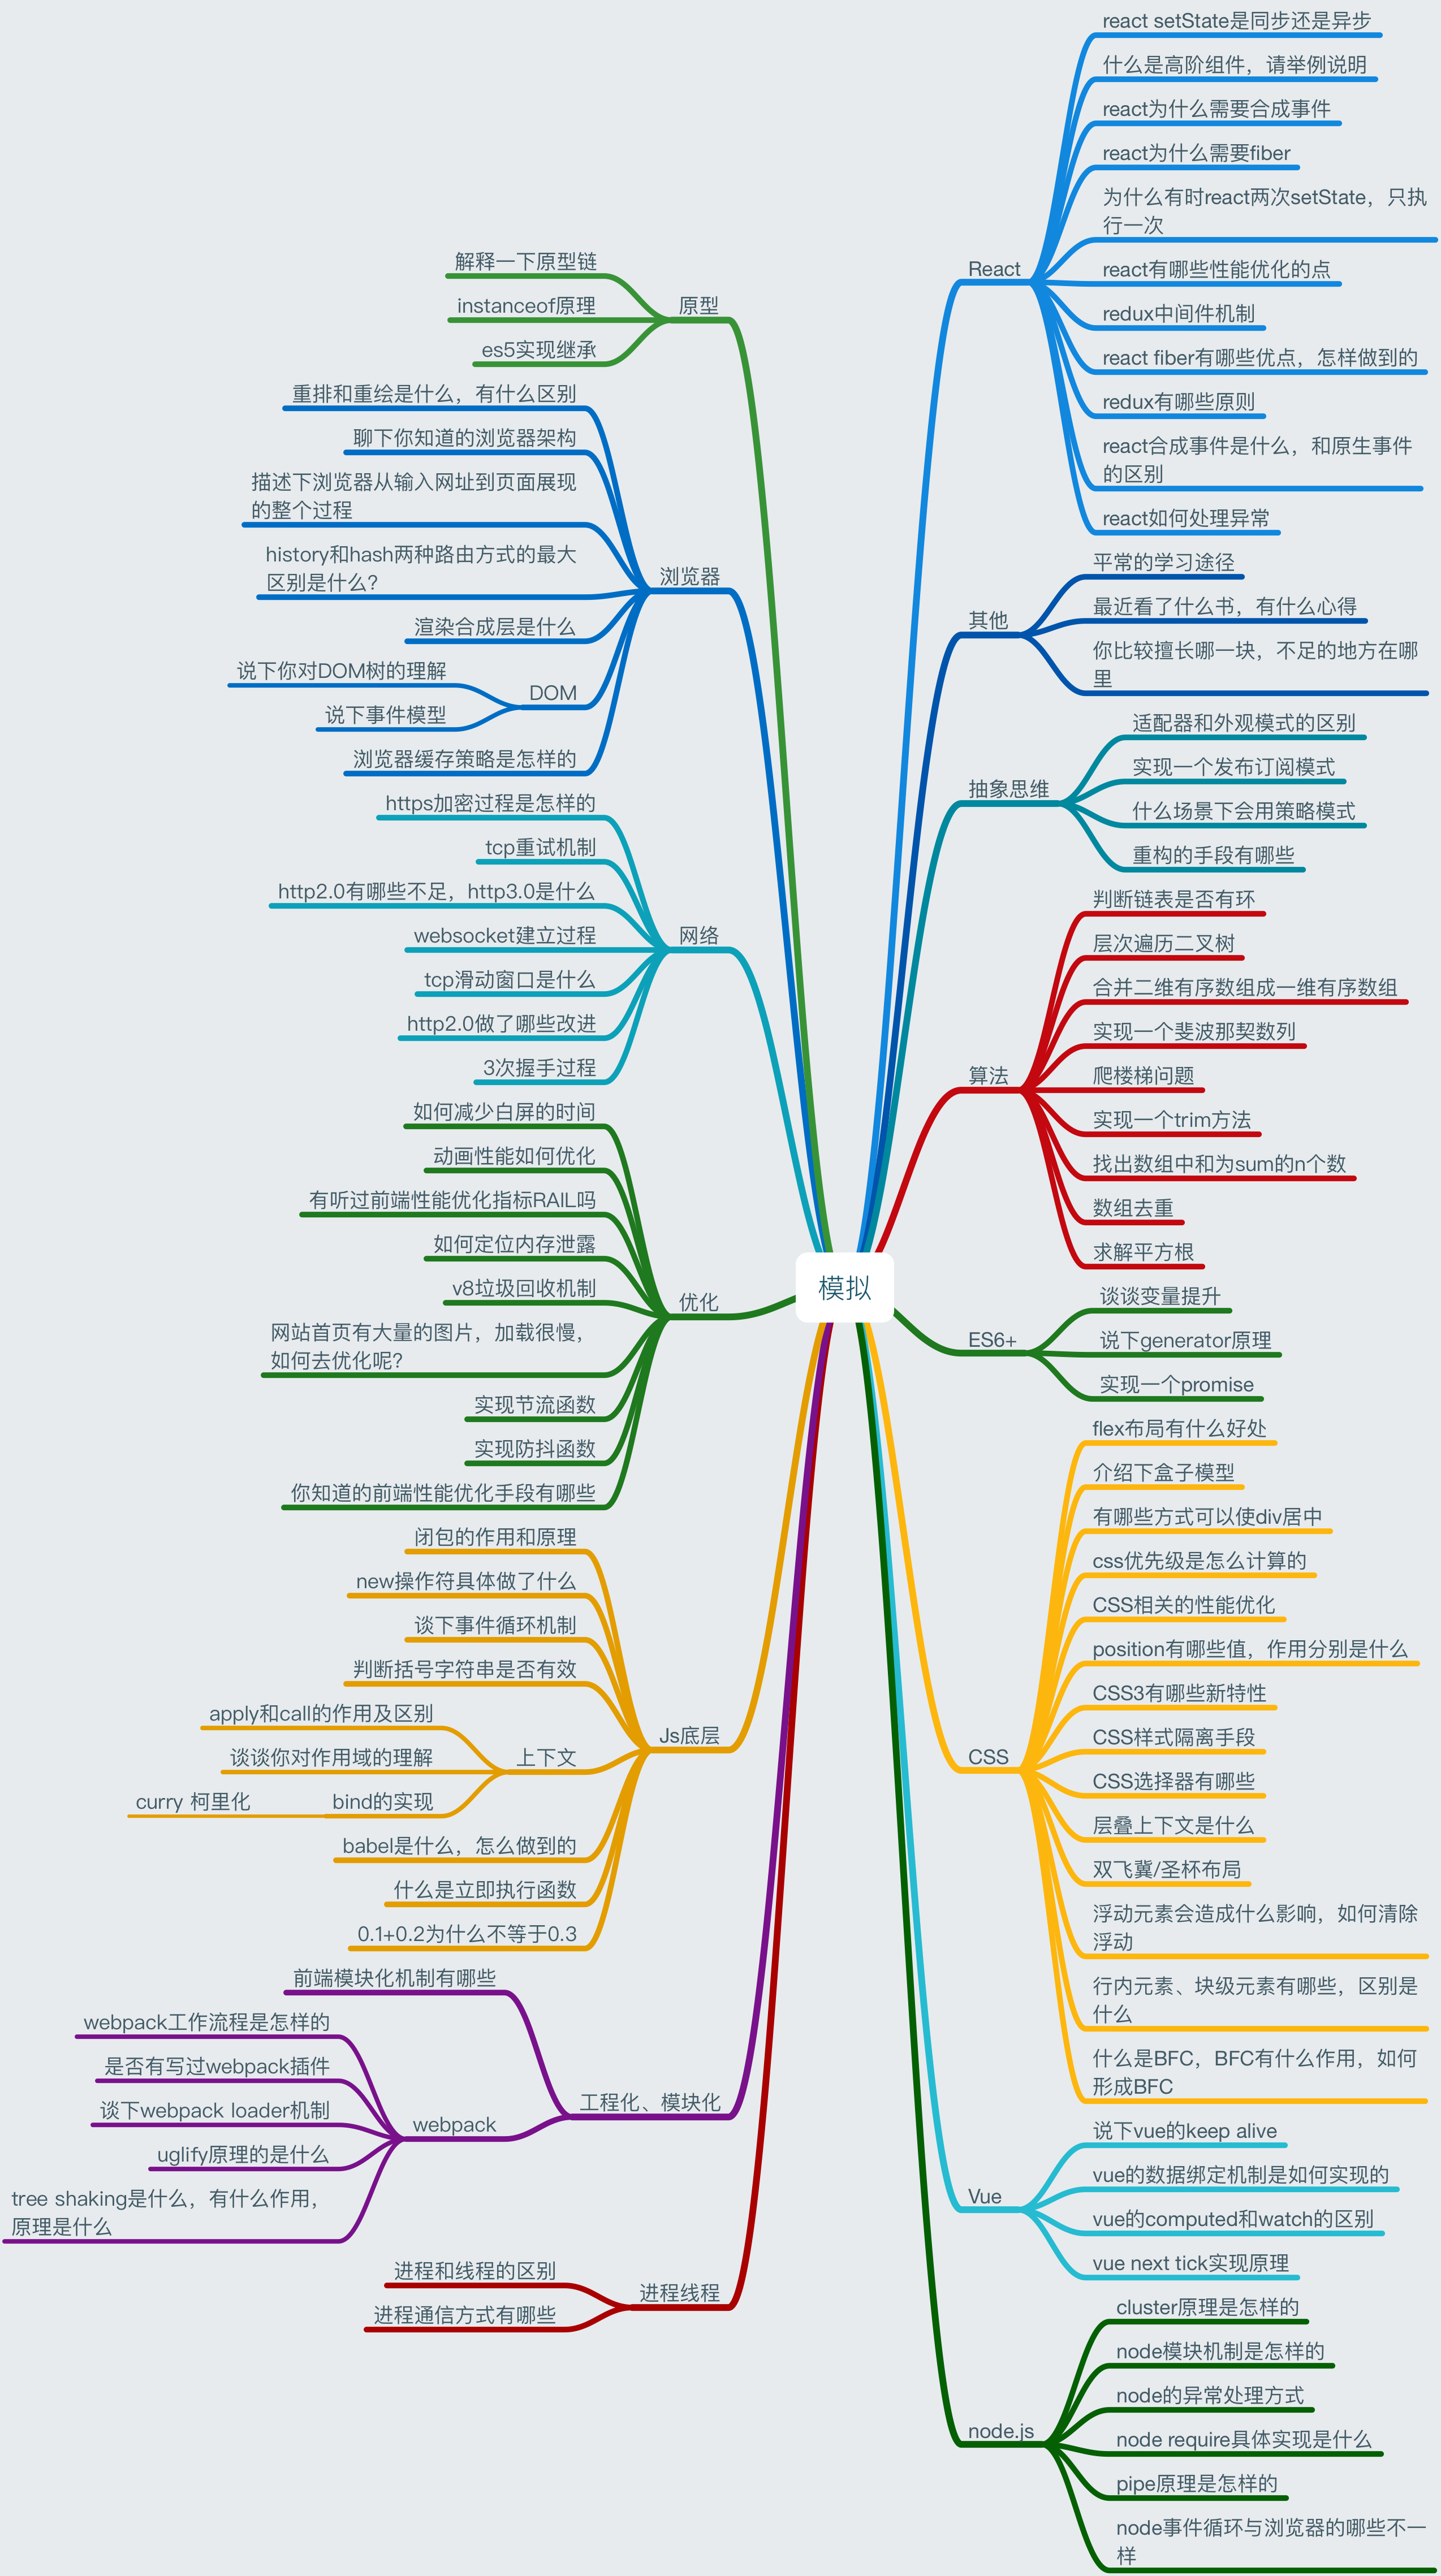 模拟
React
react setState是同步还是异步
什么是高阶组件，请举例说明
react为什么需要合成事件
react为什么需要fiber
为什么有时react两次setState，只执
行一次
react有哪些性能优化的点
redux中间件机制
react fiber有哪些优点，怎样做到的
redux有哪些原则
react合成事件是什么，和原生事件
的区别
react如何处理异常
其他
平常的学习途径
最近看了什么书，有什么心得
你比较擅长哪一块，不足的地方在哪
里
抽象思维
适配器和外观模式的区别
实现一个发布订阅模式
什么场景下会用策略模式
重构的手段有哪些
算法
判断链表是否有环
层次遍历二叉树
合并二维有序数组成一维有序数组
实现一个斐波那契数列
爬楼梯问题
实现一个trim方法
找出数组中和为sum的n个数
数组去重
求解平方根
ES6+
谈谈变量提升
说下generator原理
实现一个promise
CSS
flex布局有什么好处
介绍下盒子模型
有哪些方式可以使div居中
css优先级是怎么计算的
CSS相关的性能优化
position有哪些值，作用分别是什么
CSS3有哪些新特性
CSS样式隔离手段
CSS选择器有哪些
层叠上下文是什么
双飞冀/圣杯布局
浮动元素会造成什么影响，如何清除
浮动
行内元素、块级元素有哪些，区别是
什么
什么是BFC，BFC有什么作用，如何
形成BFC
Vue
说下vue的keep alive
vue的数据绑定机制是如何实现的
vue的computed和watch的区别
vue next tick实现原理
node.js
cluster原理是怎样的
node模块机制是怎样的
node的异常处理方式
node require具体实现是什么
pipe原理是怎样的
node事件循环与浏览器的哪些不一
样
原型
解释一下原型链
instanceof原理
es5实现继承
浏览器
重排和重绘是什么，有什么区别
聊下你知道的浏览器架构
描述下浏览器从输入网址到页面展现
的整个过程
history和hash两种路由方式的最大
区别是什么？
渲染合成层是什么
DOM
说下你对DOM树的理解
说下事件模型
浏览器缓存策略是怎样的
网络
https加密过程是怎样的
tcp重试机制
http2.0有哪些不足，http3.0是什么
websocket建立过程
tcp滑动窗口是什么
http2.0做了哪些改进
3次握手过程
优化
如何减少白屏的时间
动画性能如何优化
有听过前端性能优化指标RAIL吗
如何定位内存泄露
v8垃圾回收机制
网站首页有大量的图片，加载很慢，
如何去优化呢？
实现节流函数
实现防抖函数
你知道的前端性能优化手段有哪些
Js底层
闭包的作用和原理
new操作符具体做了什么
谈下事件循环机制
判断括号字符串是否有效
上下文
apply和call的作用及区别
谈谈你对作用域的理解
bind的实现
curry 柯里化
babel是什么，怎么做到的
什么是立即执行函数
0.1+0.2为什么不等于0.3
工程化、模块化
前端模块化机制有哪些
webpack
webpack工作流程是怎样的
是否有写过webpack插件
谈下webpack loader机制
uglify原理的是什么
tree shaking是什么，有什么作用，
原理是什么
进程线程
进程和线程的区别
进程通信方式有哪些